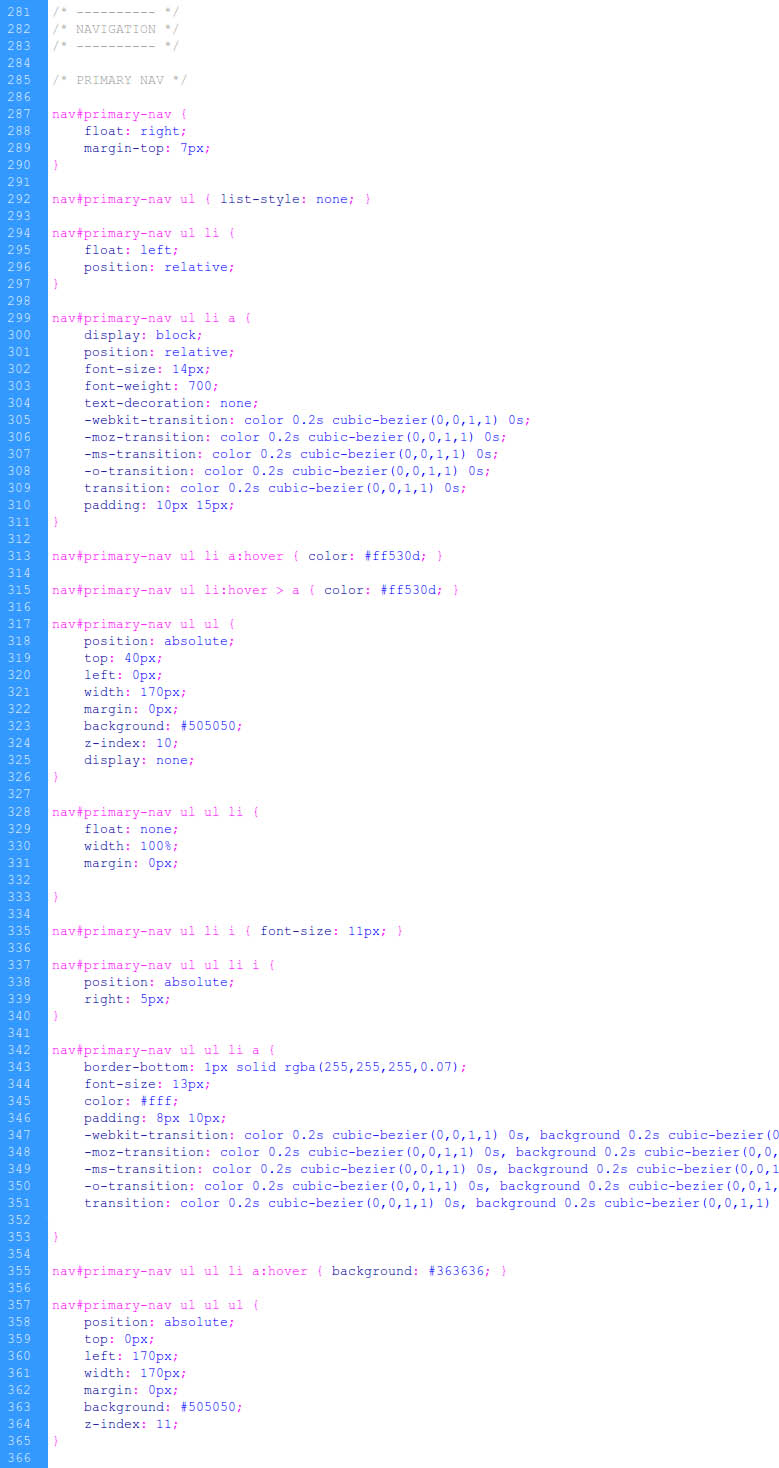 281 /* ---------- */
282 /* NAVIGATION */
283 /* ---------- */
284
285 /* PRIMARY NAV */
286
287 nav#primary-nav {
288     float: right;
289     margin-top: 7px;
290 }
291
292 nav#primary-nav ul { list-style: none; }
293
294 nav#primary-nav ul li {
295     float: left;
296     position: relative;
297 }
298
299 nav#primary-nav ul li a {
300     display: block;
301     position: relative;
302     font-size: 14px;
303     font-weight: 700;
304     text-decoration: none;
305     -webkit-transition: color 0.2s cubic-bezier(0,0,1,1) 0s;
306     -moz-transition: color 0.2s cubic-bezier(0,0,1,1) 0s;
307     -ms-transition: color 0.2s cubic-bezier(0,0,1,1) 0s;
308     -o-transition: color 0.2s cubic-bezier(0,0,1,1) 0s;
309     transition: color 0.2s cubic-bezier(0,0,1,1) 0s;
310     padding: 10px 15px;
311 }
312
313 nav#primary-nav ul li a:hover { color: #ff530d; }
314
315 nav#primary-nav ul li:hover > a { color: #ff530d; }
316
317 nav#primary-nav ul ul {
318     position: absolute;
319     top: 40px;
320     left: 0px;
321     width: 170px;
322     margin: 0px;
323     background: #505050;
324     z-index: 10;
325     display: none;
326 }
327
328 nav#primary-nav ul ul li {
329     float: none;
330     width: 100%;
331     margin: 0px;
332
333 }
334
335 nav#primary-nav ul li i { font-size: 11px; }
336
337 nav#primary-nav ul ul li i {
338     position: absolute;
339     right: 5px;
340 }
341
342 nav#primary-nav ul ul li a {
343     border-bottom: 1px solid rgba(255,255,255,0.07);
344     font-size: 13px;
345     color: #fff;
346     padding: 8px 10px;
347     -webkit-transition: color 0.2s cubic-bezier(0,0,1,1) 0s, background 0.2s cubic-bezier(0
348     -moz-transition: color 0.2s cubic-bezier(0,0,1,1) 0s, background 0.2s cubic-bezier(0,0,
349     -ms-transition: color 0.2s cubic-bezier(0,0,1,1) 0s, background 0.2s cubic-bezier(0,0,1
350     -o-transition: color 0.2s cubic-bezier(0,0,1,1) 0s, background 0.2s cubic-bezier(0,0,1,
351     transition: color 0.2s cubic-bezier(0,0,1,1) 0s, background 0.2s cubic-bezier(0,0,1,1)
352
353 }
354
355 nav#primary-nav ul ul li a:hover { background: #363636; }
356
357 nav#primary-nav ul ul ul {
358     position: absolute;
359     top: 0px;
360     left: 170px;
361     width: 170px;
362     margin: 0px;
363     background: #505050;
364     z-index: 11;
365 }
366